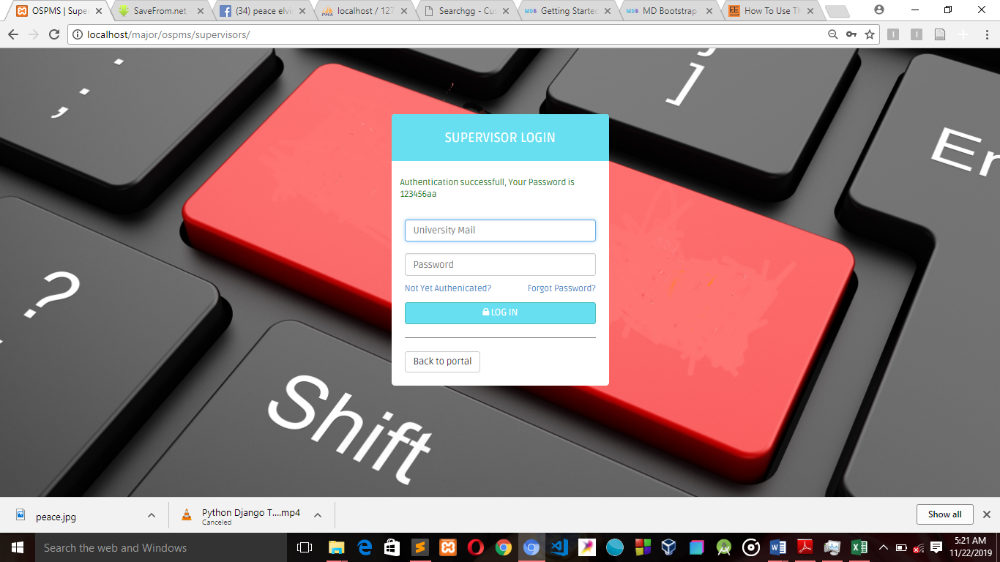 OSPMS | Supe
SaveFrom.net
(34) peace elvi
localhost / 127
Searchgg - Cu
Getting Starte
MD Bootstrap
How To Use Th
localhost/major/ospms/supervisors/
;
:
]
En
?
Shift
SUPERVISOR LOGIN
Authentication successfull, Your Password is
123456aa
University Mail
Password
Not Yet Authenicated? Forgot Password?
LOG IN
Back to portal
peace.jpg
Python Django T....mp4
Canceled
Show all
Search the web and Windows
5:21 AM
11/22/2019